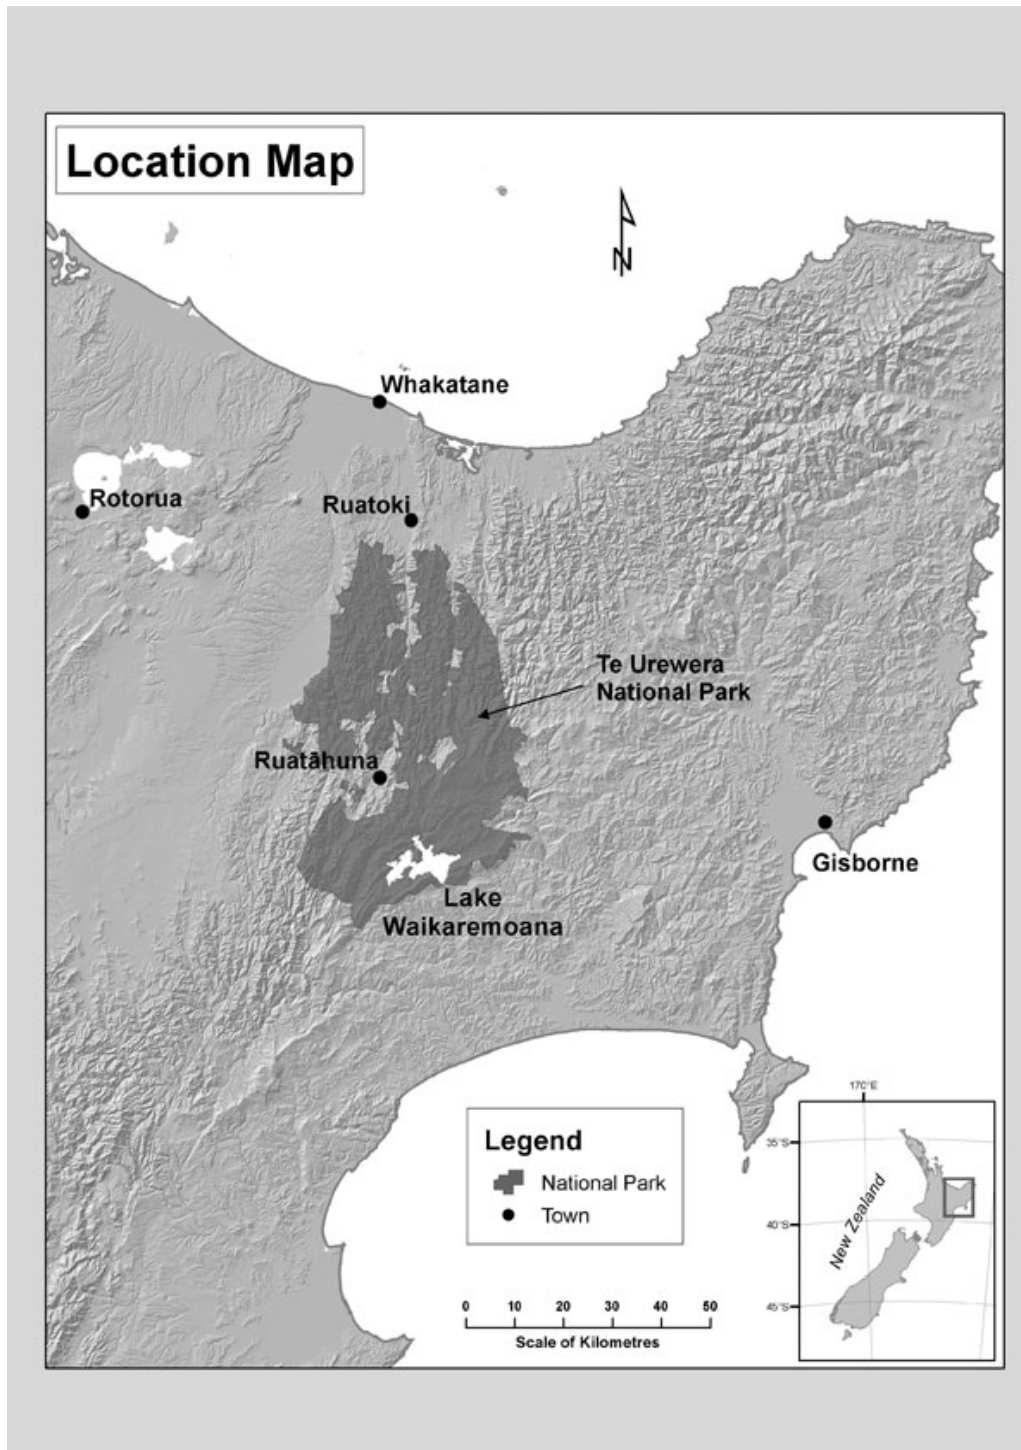 Location Map
N
Whakatane
Rotorua
Ruatoki
Te Urewera
National Park
Ruatāhuna
Gisborne
Lake
Waikaremoana
Legend
National Park
Town
0 10 20 30 40 50
Scale of Kilometres
170°E
35°S
40°S
45°S
New Zealand